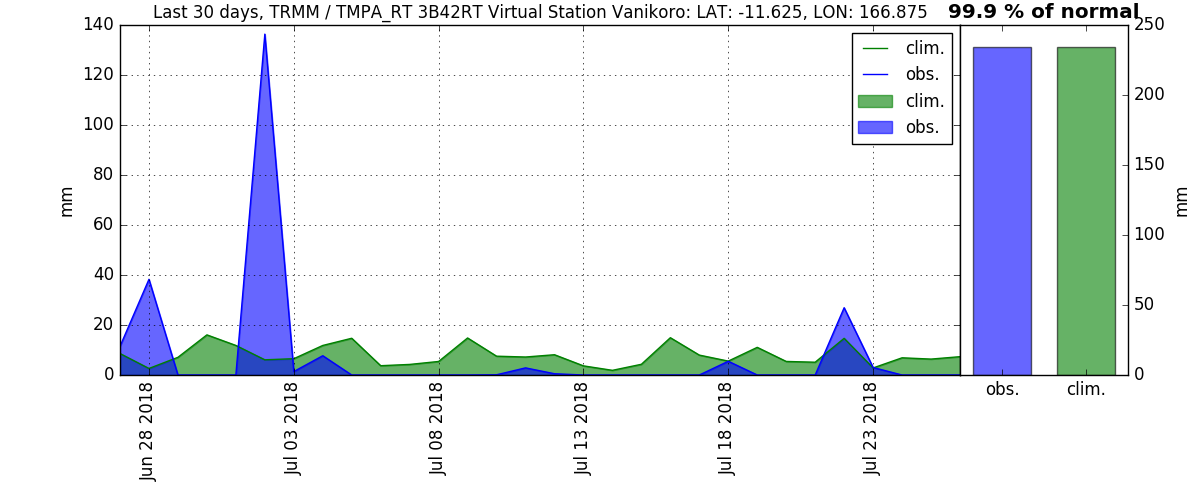 Last 30 days, TRMM / TMPA_RT 3B42RT Virtual Station Vanikoro: LAT: -11.625, LON: 166.875
99.9 % of normal
mm
140
120
100
80
60
40
20
0
Jun 28 2018
Jul 03 2018
Jul 08 2018
Jul 13 2018
Jul 18 2018
Jul 23 2018
clim.
obs.
clim.
obs.
250
200
150
100
50
0
mm
obs.
clim.